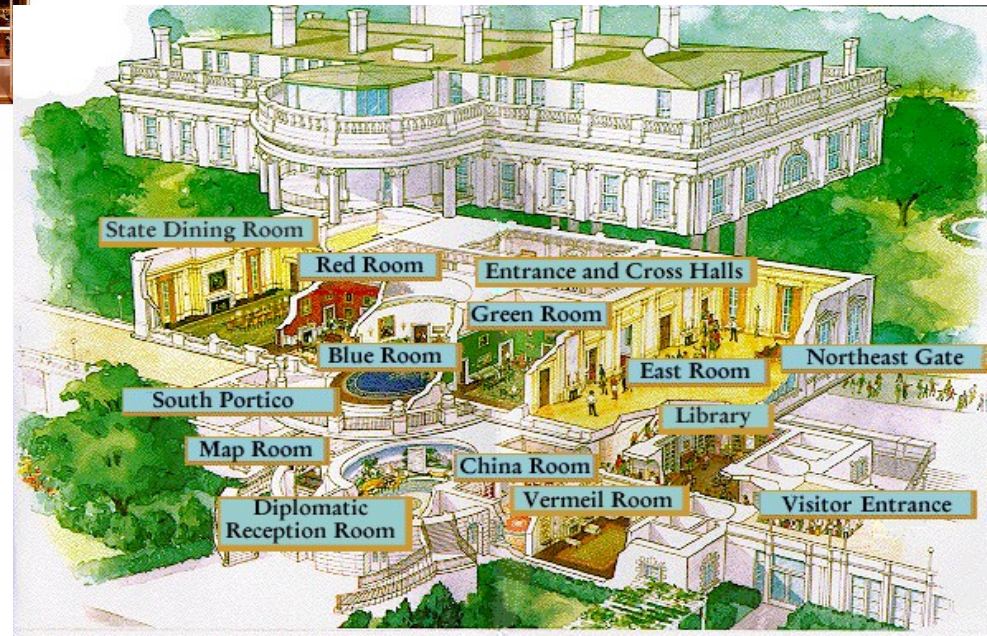 State Dining Room
Red Room
Entrance and Cross Halls
Green Room
Blue Room
East Room
Northeast Gate
South Portico
Library
Map Room
China Room
Vermeil Room
Visitor Entrance
Diplomatic
Reception Room